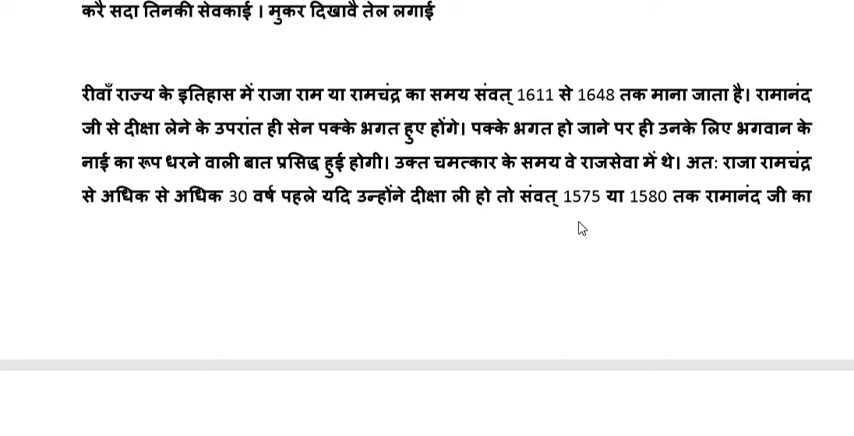 करै सदा तिनकी सेवकाई । मुकर दिखावै तेल लगाई
रीवाँ राज्य के इतिहास में राजा राम या रामचंद्र का समय संवत् 1611 से 1648 तक माना जाता है। रामानंद
जी से दीक्षा लेने के उपरांत ही सेन पक्के भगत हुए होंगे। पक्के भगत हो जाने पर ही उनके लिए भगवान के
नाई का रूप धरने वाली बात प्रसिद्ध हुई होगी। उक्त चमत्कार के समय वे राजसेवा में थे। अत: राजा रामचंद्र
से अधिक से अधिक 30 वर्ष पहले यदि उन्होंने दीक्षा ली हो तो संवत् 1575 या 1580 तक रामानंद जी का